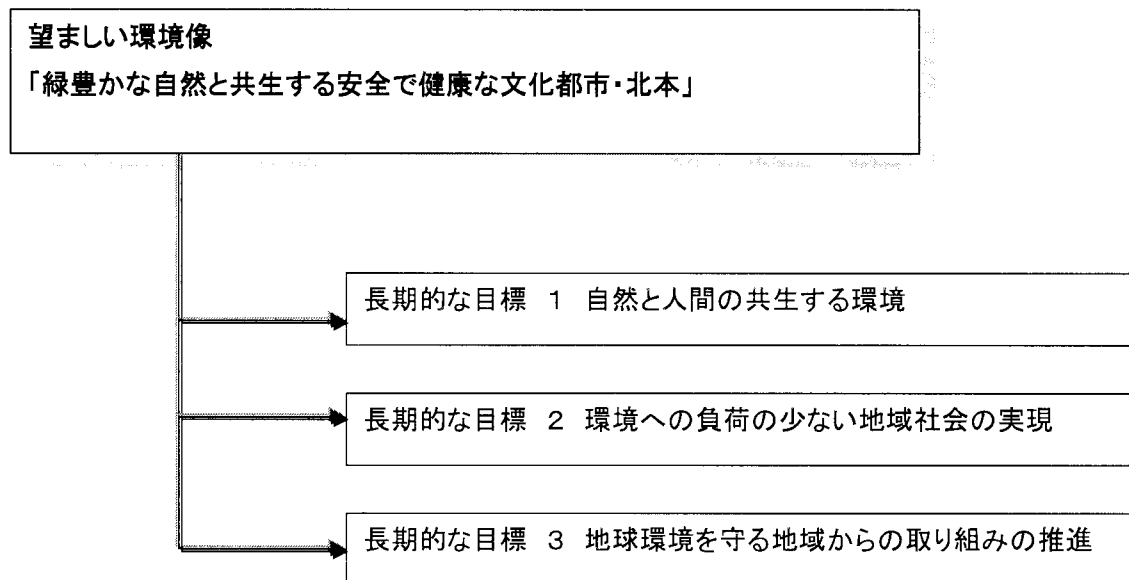 望ましい環境像
「緑豊かな自然と共生する安全で健康な文化都市・北本」
長期的な目標 1 自然と人間の共生する環境
長期的な目標 2 環境への負荷の少ない地域社会の実現
長期的な目標 3 地球環境を守る地域からの取り組みの推進